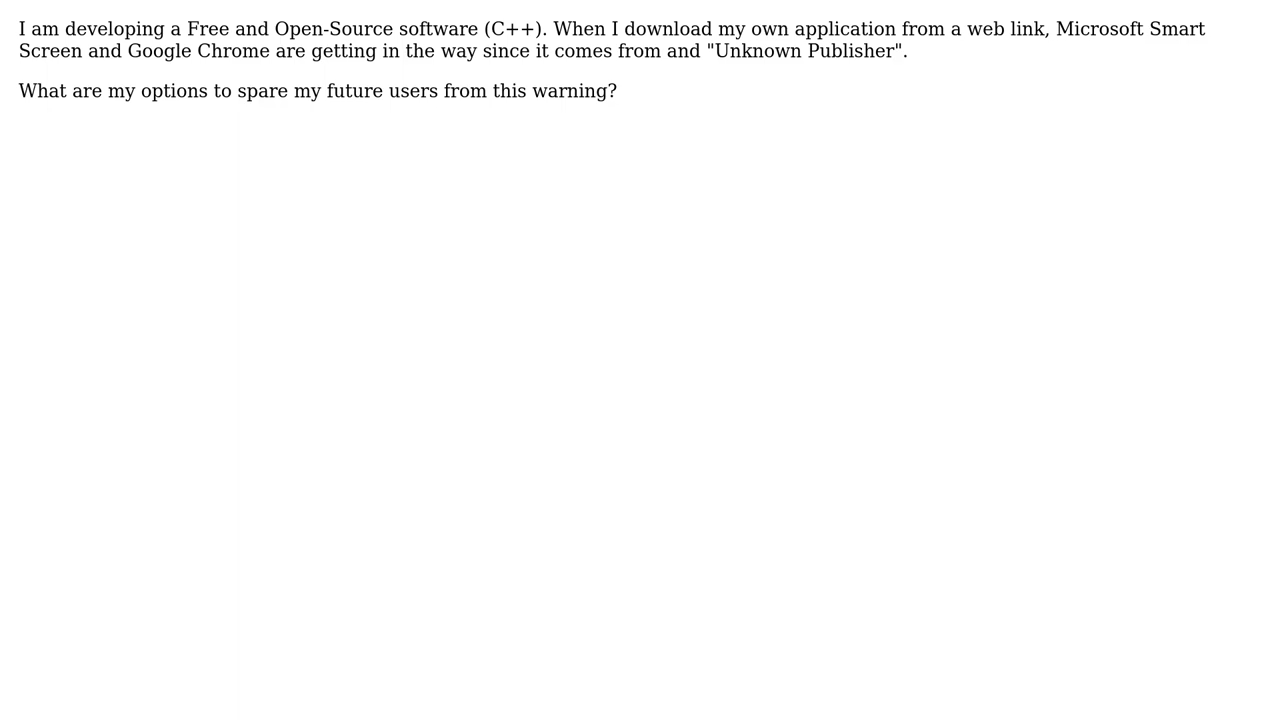 I am developing a Free and Open-Source software (C++). When I download my own application from a web link, Microsoft Smart
Screen and Google Chrome are getting in the way since it comes from and "Unknown Publisher".
What are my options to spare my future users from this warning?